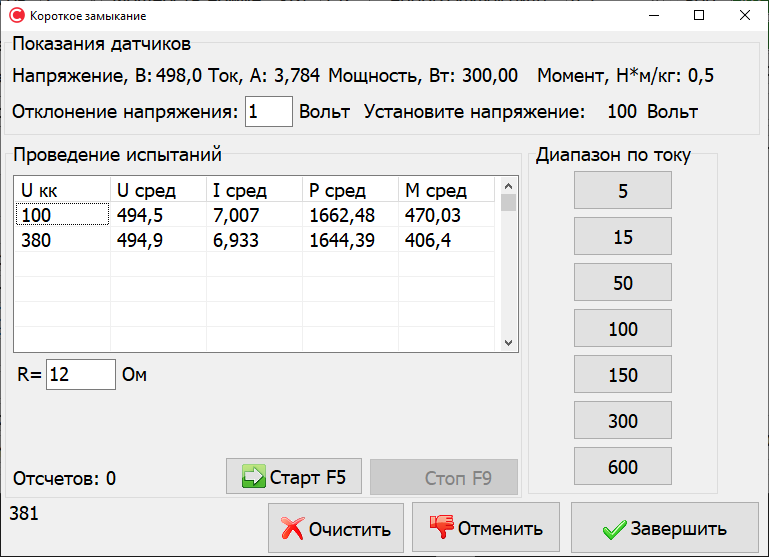 Короткое замыкание
Показания датчиков
Напряжение, В: 498,0 Ток, А: 3,784 Мощность, Вт: 300,00 Момент, Н*м/кг: 0,5
Отклонение напряжения: 1 Вольт Установите напряжение: 100 Вольт
Проведение испытаний
U кк U сред I сред P сред M сред
100 494,5 7,007 1662,48 470,03
380 494,9 6,933 1644,39 406,4
R= 12 Ом
Отсчетов: 0 Старт F5 Стоп F9
Диапазон по току
5
15
50
100
150
300
600
381 Очистить Отменить Завершить